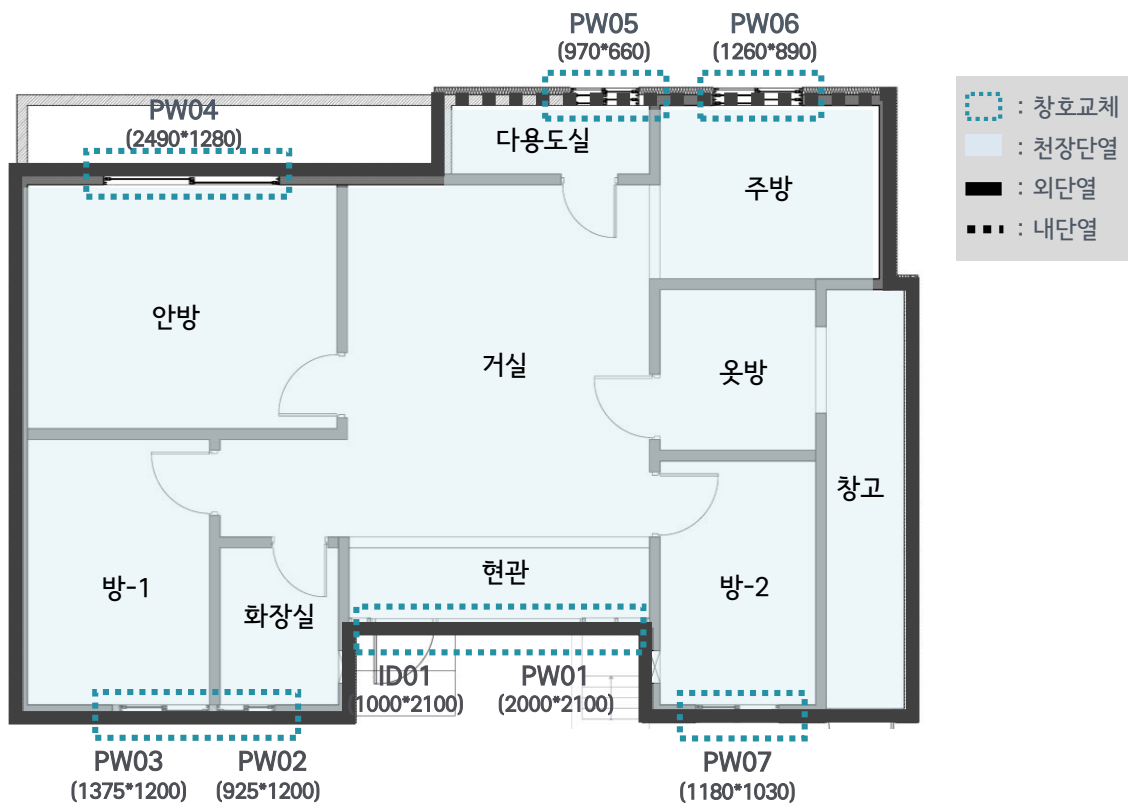 PW05
(970*660)
PW06
(1260*890)
PW04
(2490*1280)
: 창호교체
: 천장단열
: 외단열
: 내단열
다용도실
주방
안방
거실
옷방
창고
방-1
화장실
현관
방-2
ID01
(1000*2100)
PW01
(2000*2100)
PW03
(1375*1200)
PW02
(925*1200)
PW07
(1180*1030)